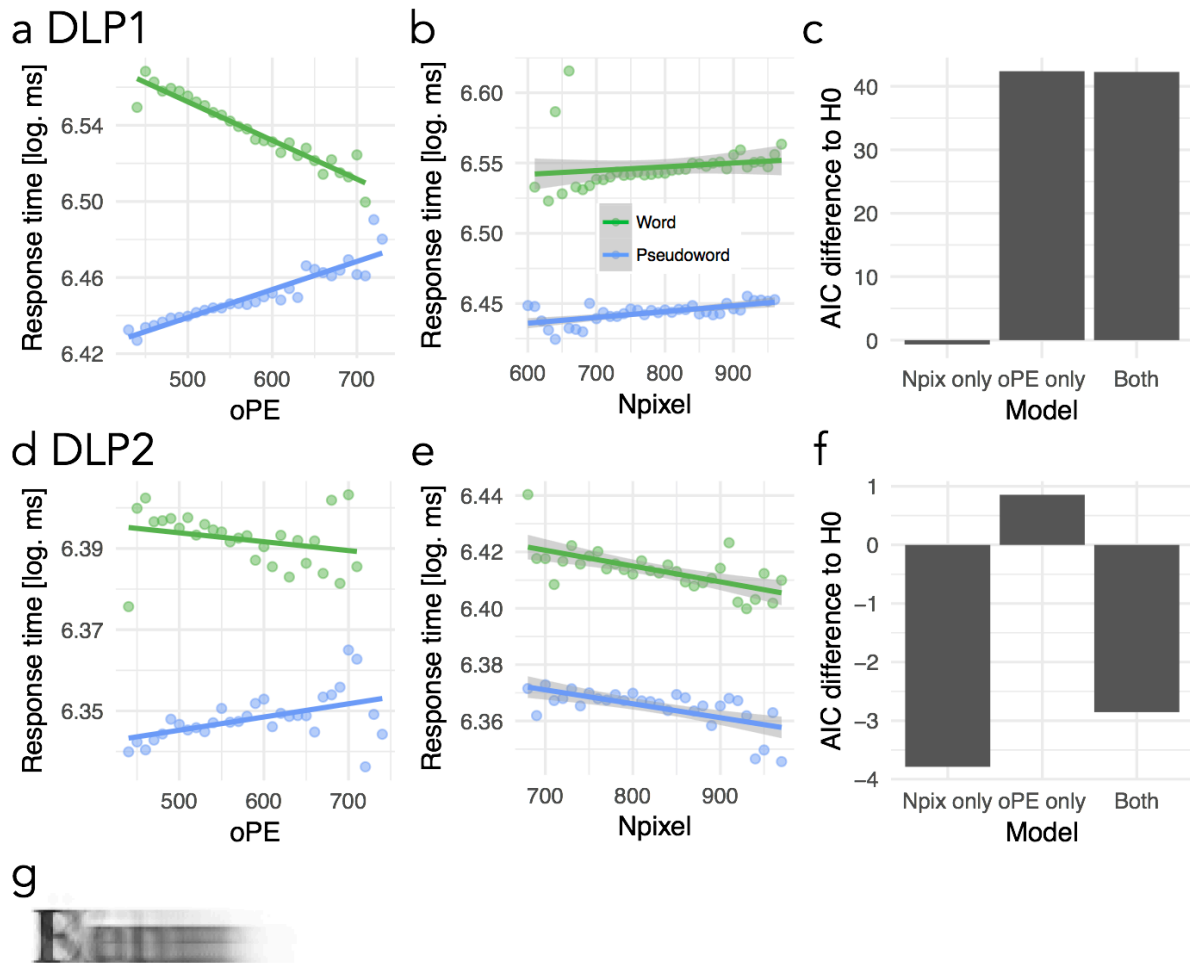 a DLP1
b
c
Response time [log. ms]
6.54
6.50
6.46
6.42
500
600
700
oPE
Response time [log. ms]
6.60
6.55
6.50
6.45
Word
Pseudoword
600
700
800
900
Npixel
AIC difference to H0
40
30
20
10
0
Npix only
oPE only
Both
Model
d DLP2
e
f
Response time [log. ms]
6.39
6.37
6.35
500
600
700
oPE
Response time [log. ms]
6.44
6.42
6.40
6.38
6.36
700
800
900
Npixel
AIC difference to H0
1
0
−1
−2
−3
−4
Npix only
oPE only
Both
Model
g